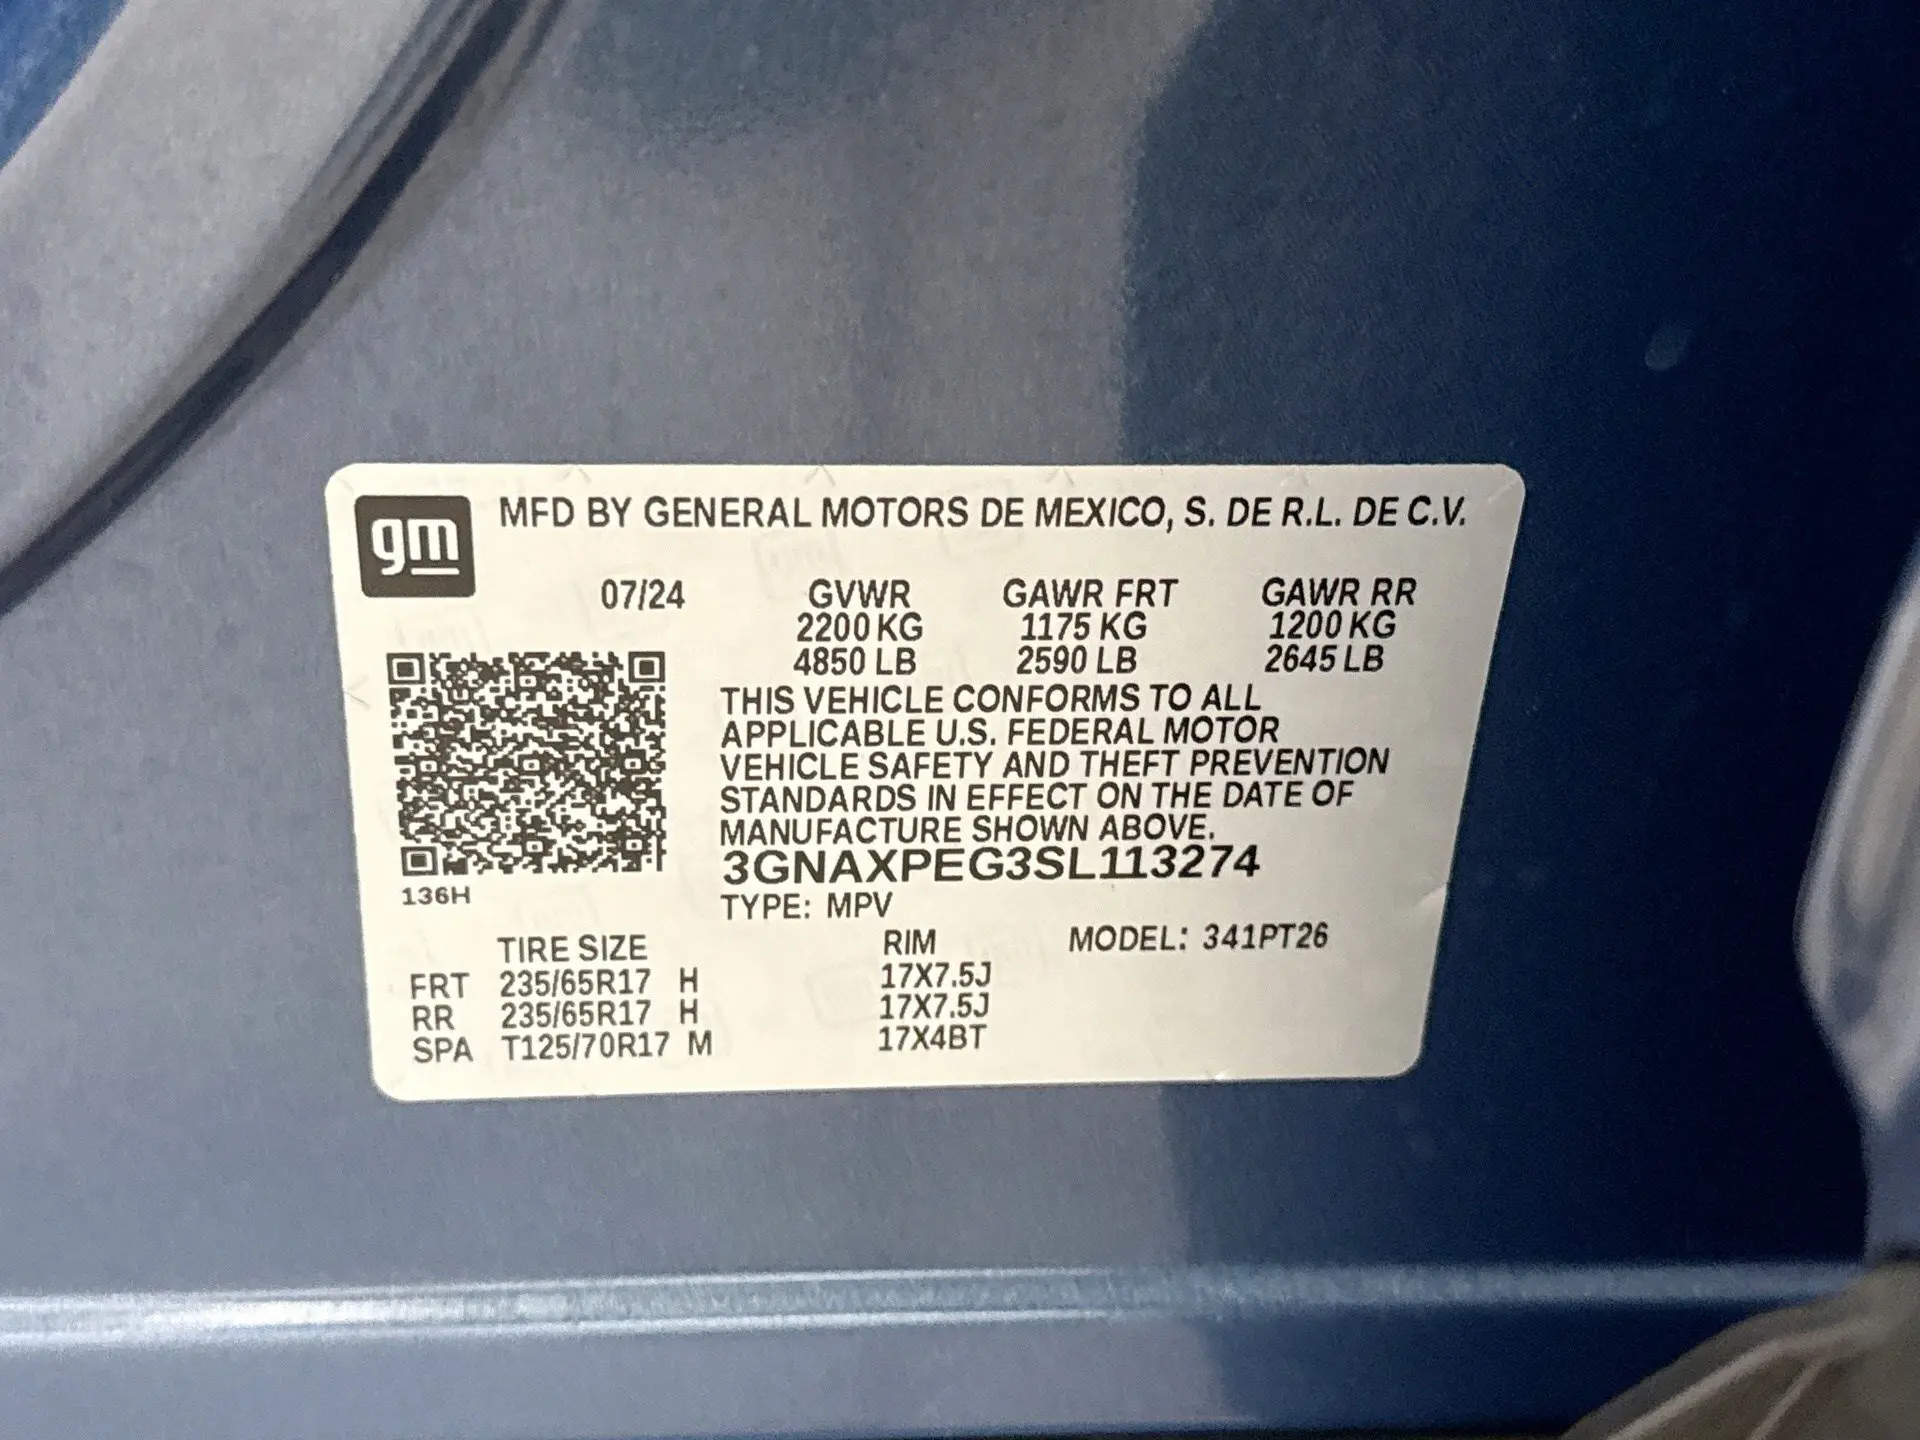 gm
MFD BY GENERAL MOTORS DE MEXICO, S. DE R.L. DE C.V.
07/24 GVWR GAWR FRT GAWR RR
2200 KG 1175 KG 1200 KG
4850 LB 2590 LB 2645 LB
THIS VEHICLE CONFORMS TO ALL
APPLICABLE U.S. FEDERAL MOTOR
VEHICLE SAFETY AND THEFT PREVENTION
STANDARDS IN EFFECT ON THE DATE OF
MANUFACTURE SHOWN ABOVE.
3GNAXPEG3SL113274
136H
TYPE: MPV
TIRE SIZE RIM MODEL: 341PT26
FRT 235/65R17 H 17X7.5J
RR 235/65R17 H 17X7.5J
SPA T125/70R17 M 17X4BT